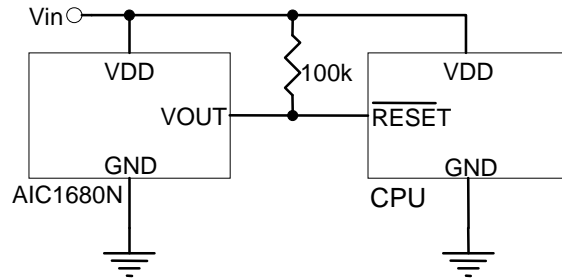 Vin
VDD
100k
VDD
VOUT
RESET
GND
GND
AIC1680N
CPU